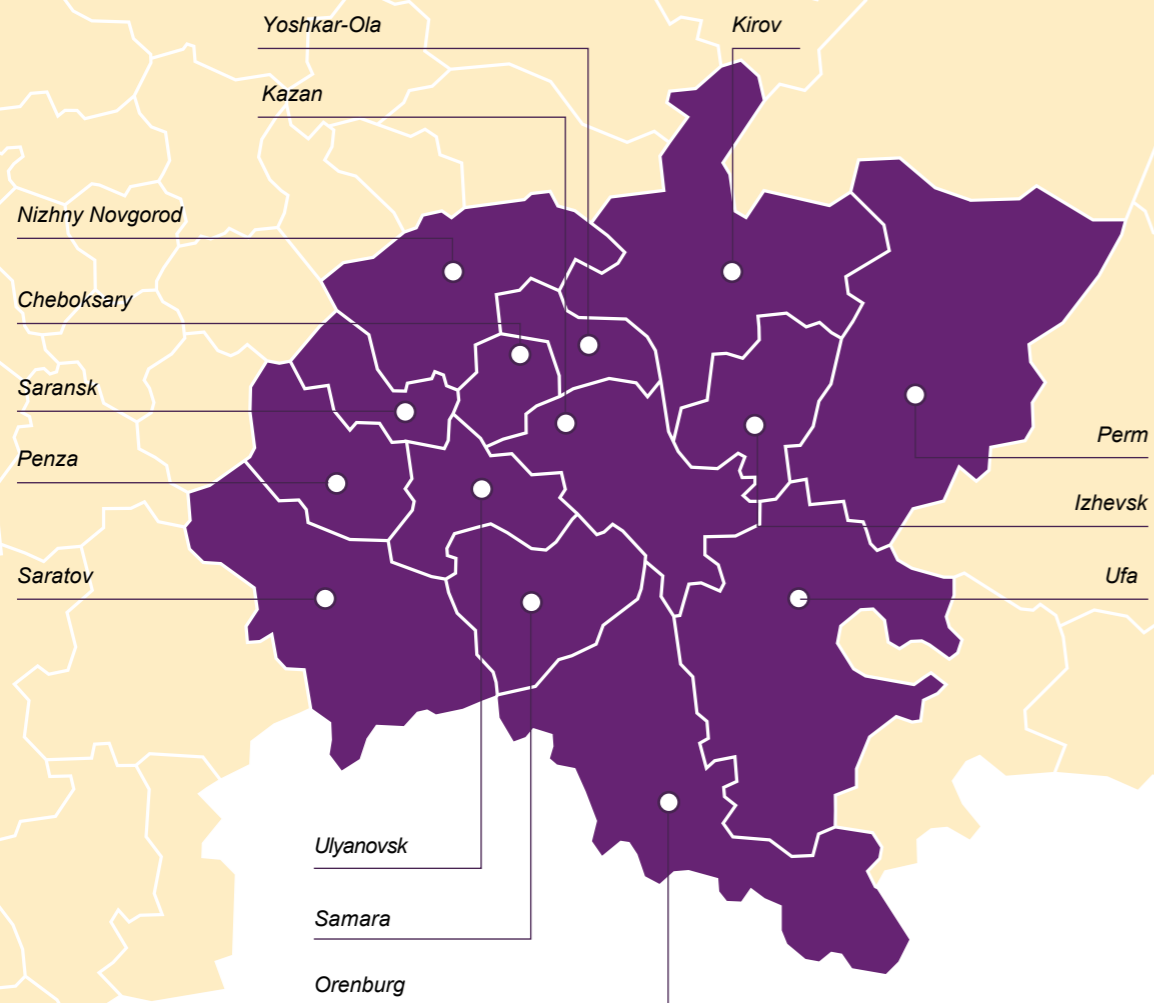 Yoshkar-Ola
Kirov
Kazan
Nizhny Novgorod
Cheboksary
Saransk
Perm
Penza
Izhevsk
Saratov
Ufa
Ulyanovsk
Samara
Orenburg